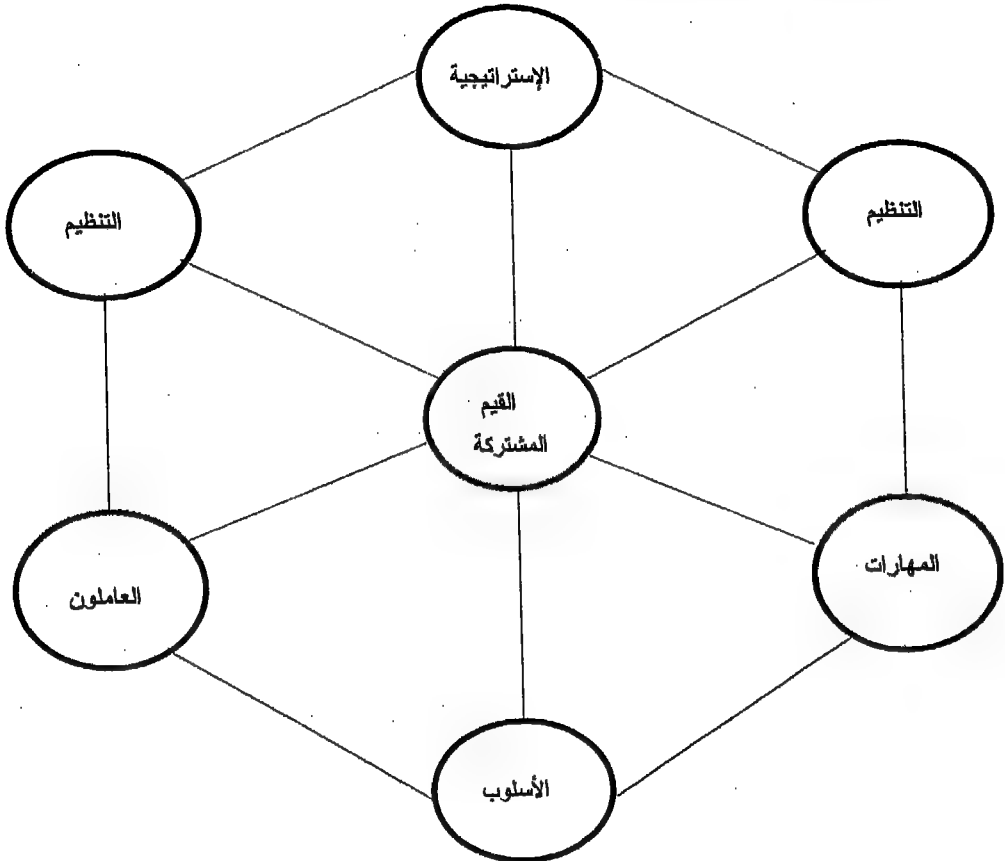 الإستراتيجية
التنظيم
التنظيم
القيم
المشتركة
المهارات
العاملون
الأسلوب